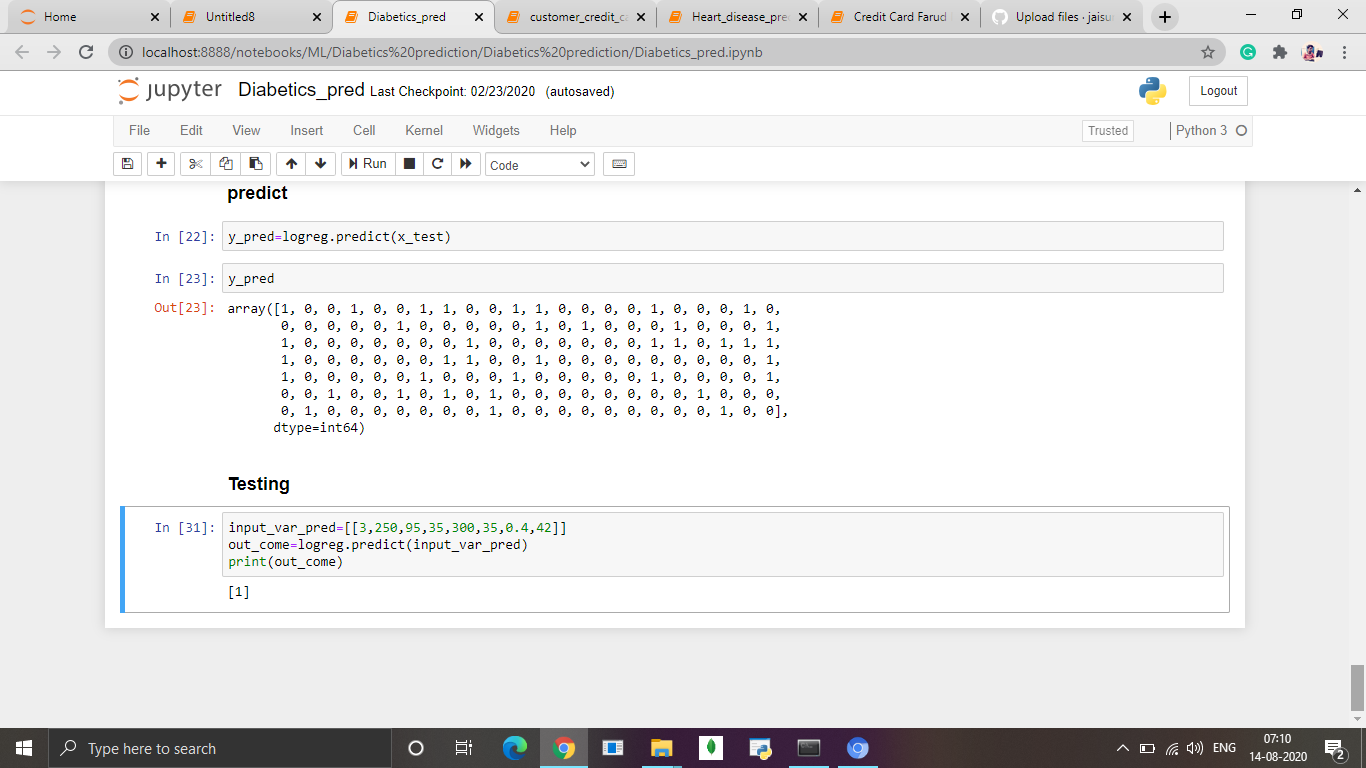 Home
Untitled8
Diabetics_pred
customer_credit_c
Heart_disease_pre
Credit Card Farud
Upload files · jaisu
localhost:8888/notebooks/ML/Diabetics%20prediction/Diabetics%20prediction/Diabetics_pred.ipynb
jupyter Diabetics_pred Last Checkpoint: 02/23/2020 (autosaved)
Logout
File Edit View Insert Cell Kernel Widgets Help
Trusted
Python 3
Run
Code
predict
In [22]: y_pred=logreg.predict(x_test)
In [23]: y_pred
Out[23]: array([1, 0, 0, 1, 0, 0, 1, 1, 0, 0, 1, 1, 0, 0, 0, 0, 1, 0, 0, 0, 1, 0,
0, 0, 0, 0, 0, 1, 0, 0, 0, 0, 0, 1, 0, 1, 0, 0, 0, 1, 0, 0, 0, 1,
1, 0, 0, 0, 0, 0, 0, 0, 1, 0, 0, 0, 0, 0, 0, 0, 1, 1, 0, 1, 1, 1,
1, 0, 0, 0, 0, 0, 0, 1, 1, 0, 0, 1, 0, 0, 0, 0, 0, 0, 0, 0, 0, 1,
1, 0, 0, 0, 0, 0, 1, 0, 0, 0, 1, 0, 0, 0, 0, 0, 1, 0, 0, 0, 0, 1,
0, 0, 1, 0, 0, 1, 0, 1, 0, 1, 0, 0, 0, 0, 0, 0, 0, 0, 1, 0, 0, 0,
0, 1, 0, 0, 0, 0, 0, 0, 0, 1, 0, 0, 0, 0, 0, 0, 0, 0, 0, 1, 0, 0],
dtype=int64)
Testing
In [31]: input_var_pred=[[3,250,95,35,300,35,0.4,42]]
out_come=logreg.predict(input_var_pred)
print(out_come)
[1]
Type here to search
ENG
07:10
14-08-2020
2